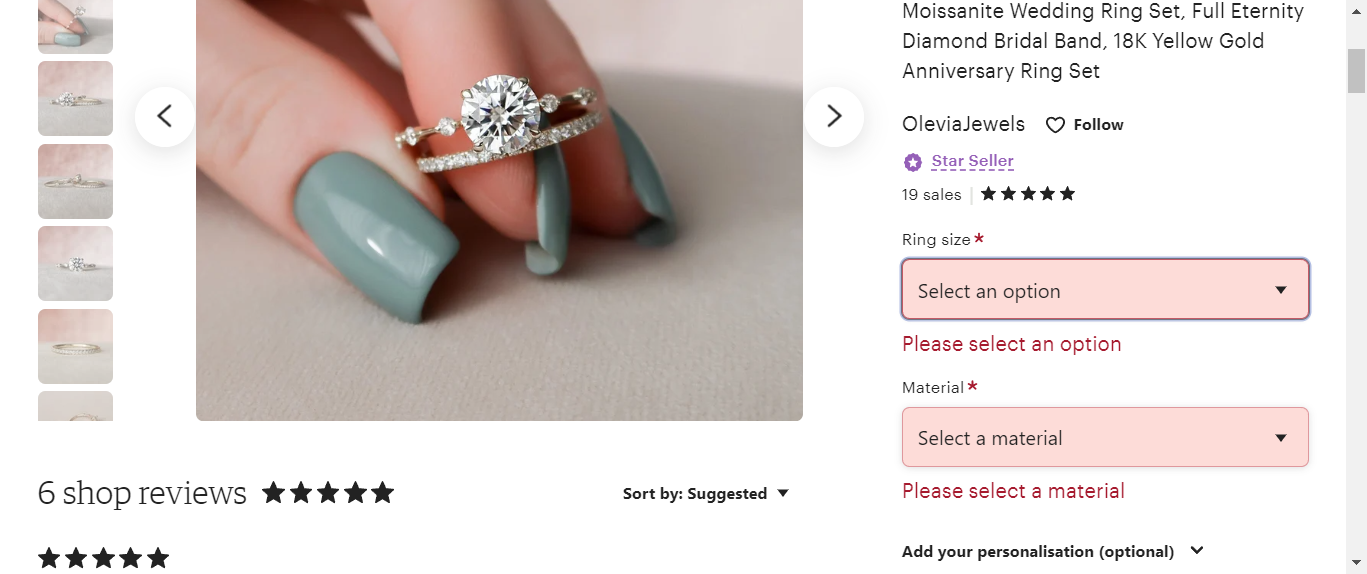 Moissanite Wedding Ring Set, Full Eternity
Diamond Bridal Band, 18K Yellow Gold
Anniversary Ring Set
OleviaJewels Follow
Star Seller
19 sales
Ring size *
Select an option
Please select an option
Material *
Select a material
Please select a material
Add your personalisation (optional)
6 shop reviews
Sort by: Suggested